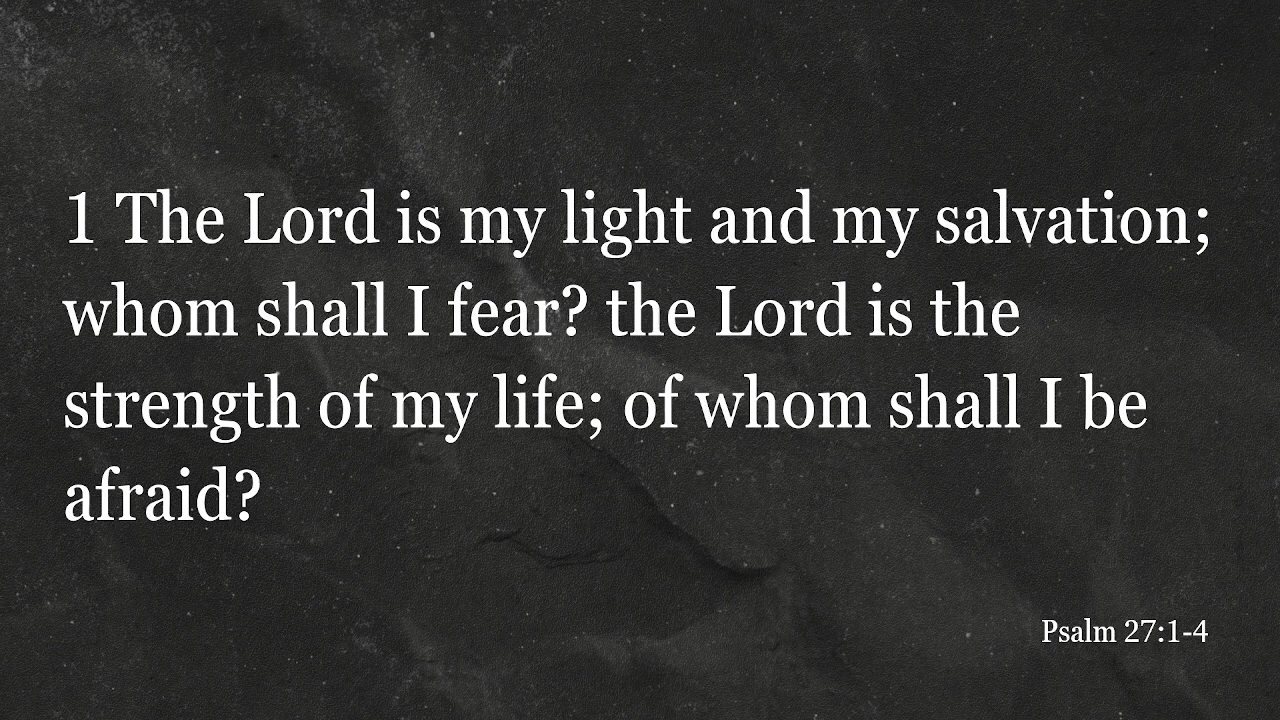 1 The Lord is my light and my salvation;
whom shall I fear? the Lord is the
strength of my life; of whom shall I be
afraid?
Psalm 27:1-4